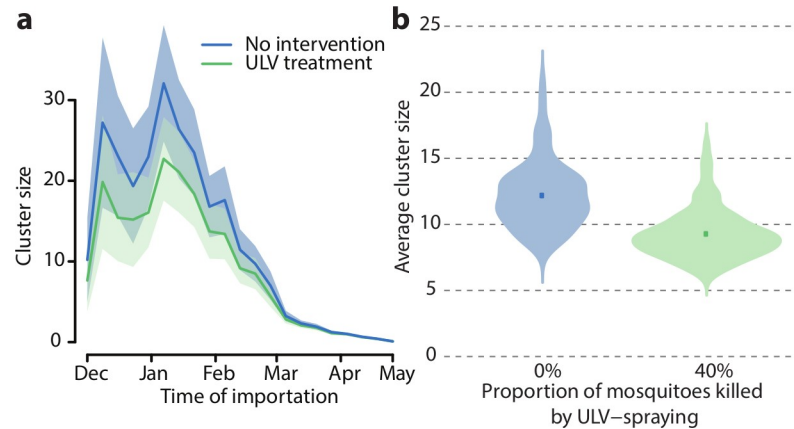 a
No intervention
ULV treatment
Cluster size
30
20
10
0
Dec Jan Feb Mar Apr May
Time of importation
b
Average cluster size
25
20
15
10
5
0
0% 40%
Proportion of mosquitoes killed
by ULV−spraying